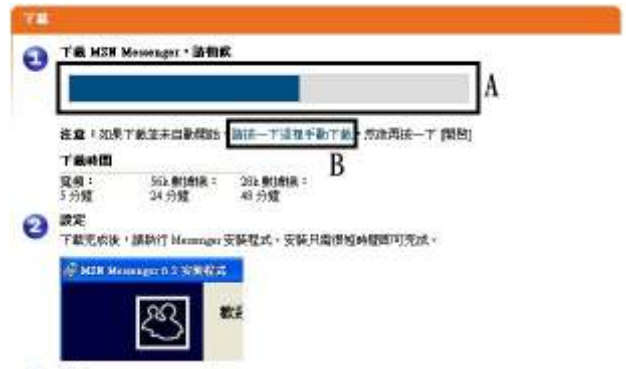 下載
1 下載 MSN Messenger，請稍候
A
注意：如果下載並未自動開始，請按一下這裡手動下載，然後再按一下 [開啟]
B
下載時間
寬頻： 56k 數據機： 28k 數據機：
5 分鐘 24 分鐘 48 分鐘
2 設定
下載完成後，請執行 Messenger 安裝程式。安裝只需很短時間即可完成。
MSN Messenger 6.2 安裝程式
歡迎